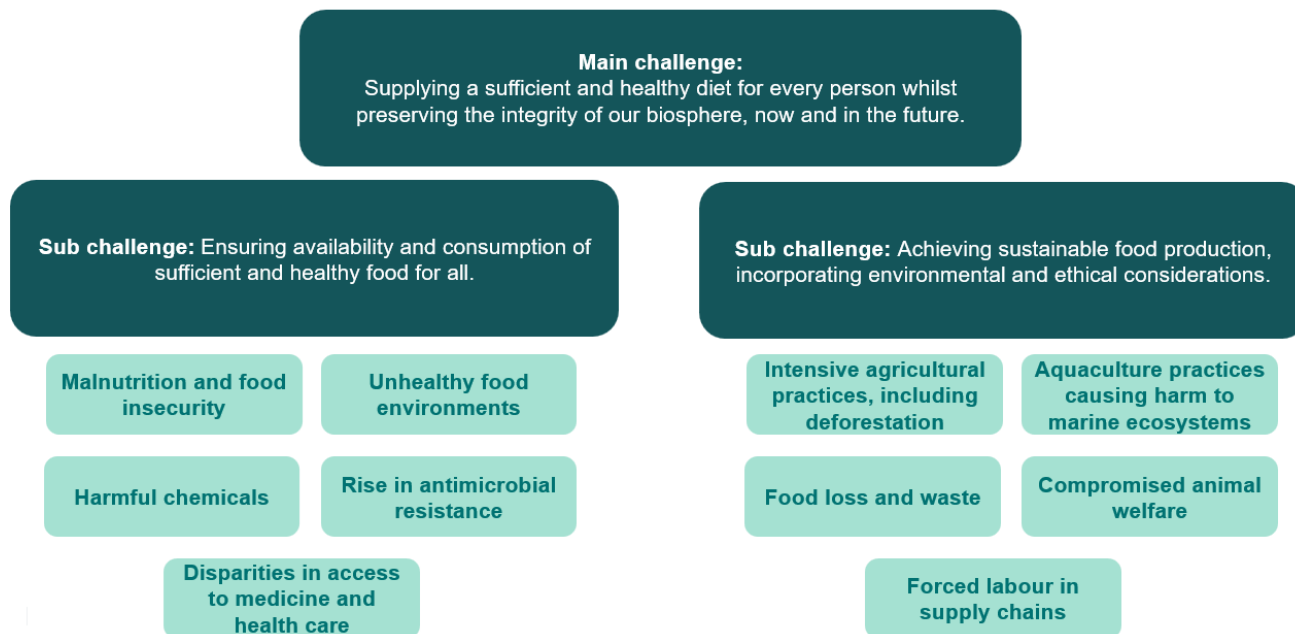 Main challenge:
Supplying a sufficient and healthy diet for every person whilst
preserving the integrity of our biosphere, now and in the future.
Sub challenge: Ensuring availability and consumption of
sufficient and healthy food for all.
Malnutrition and food
insecurity
Unhealthy food
environments
Harmful chemicals
Rise in antimicrobial
resistance
Disparities in access
to medicine and
health care
Sub challenge: Achieving sustainable food production,
incorporating environmental and ethical considerations.
Intensive agricultural
practices, including
deforestation
Aquaculture practices
causing harm to
marine ecosystems
Food loss and waste
Compromised animal
welfare
Forced labour in
supply chains